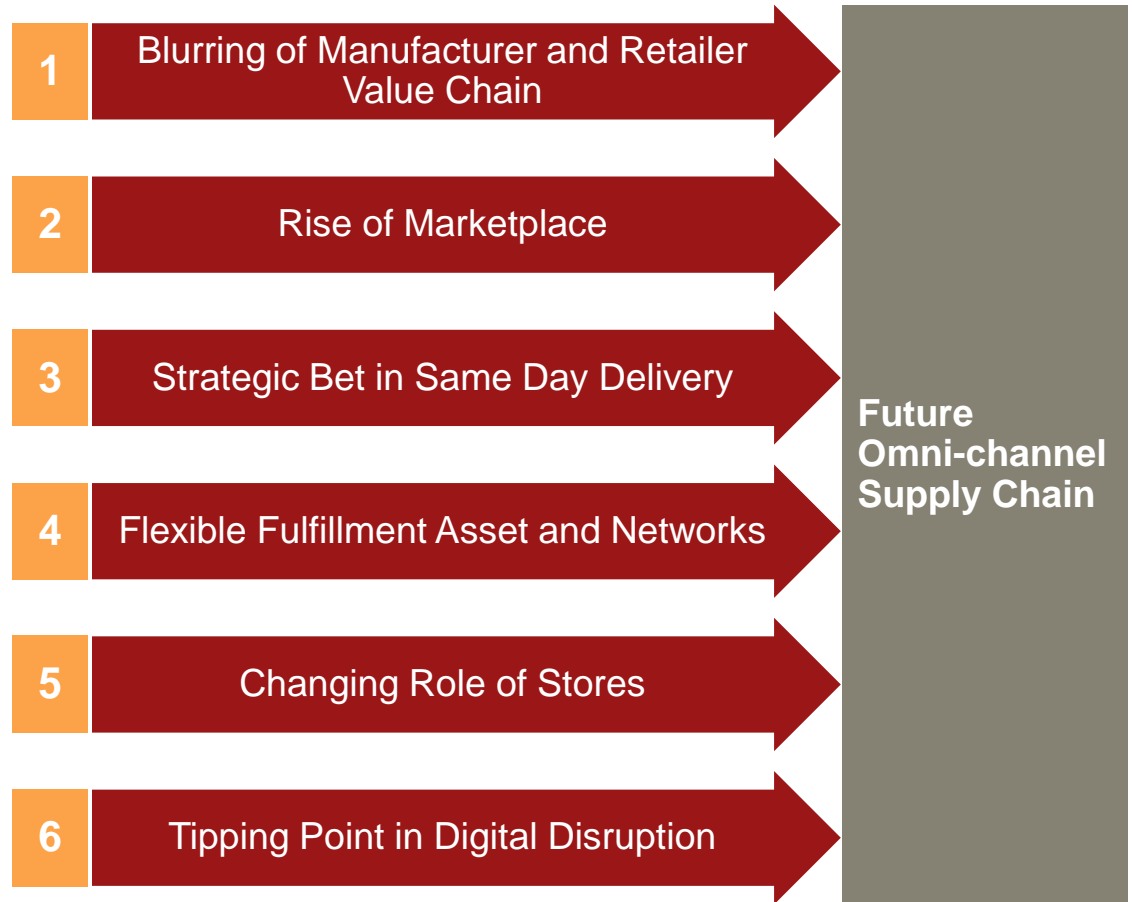 1
Blurring of Manufacturer and Retailer
Value Chain
2
Rise of Marketplace
3
Strategic Bet in Same Day Delivery
4
Flexible Fulfillment Asset and Networks
5
Changing Role of Stores
6
Tipping Point in Digital Disruption
Future
Omni-channel
Supply Chain